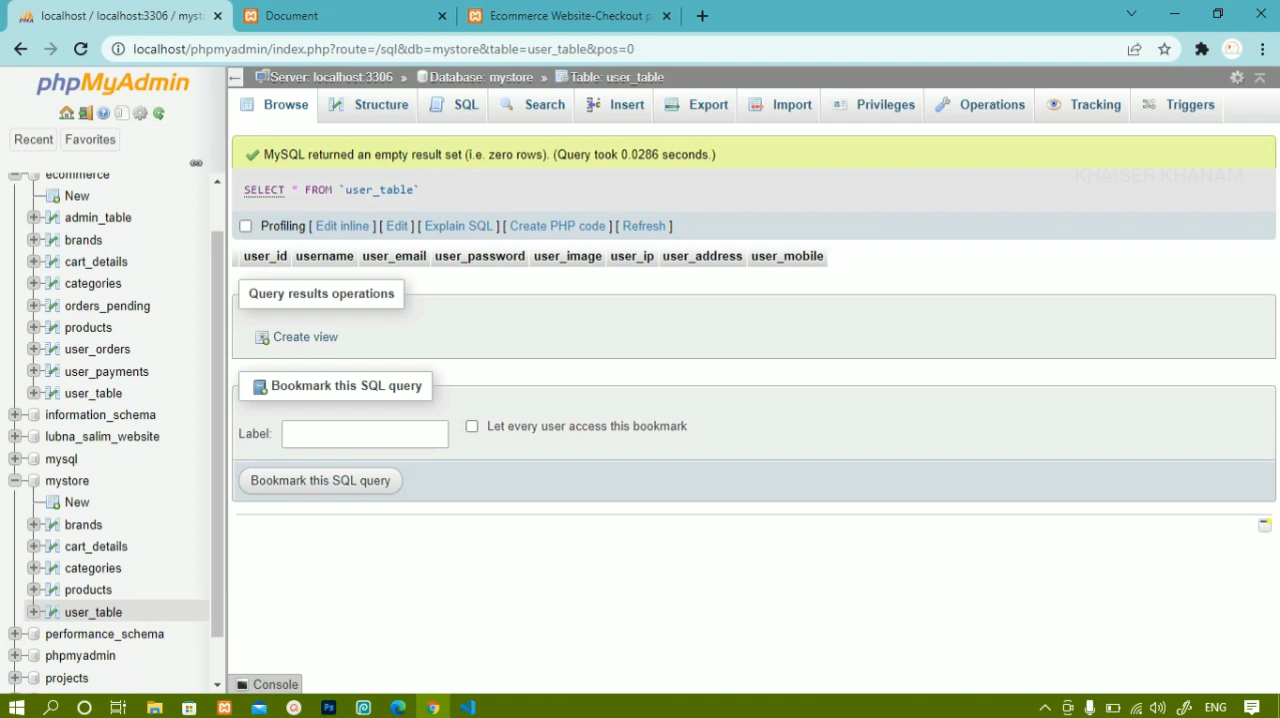 localhost / localhost:3306 / mysto
Document
Ecommerce Website-Checkout p
localhost/phpmyadmin/index.php?route=/sql&db=mystore&table=user_table&pos=0
phpMyAdmin
Recent
Favorites
ecommerce
New
admin_table
brands
cart_details
categories
orders_pending
products
user_orders
user_payments
user_table
information_schema
lubna_salim_website
mysql
mystore
New
brands
cart_details
categories
products
user_table
performance_schema
phpmyadmin
projects
Server: localhost:3306 » Database: mystore » Table: user_table
Browse
Structure
SQL
Search
Insert
Export
Import
Privileges
Operations
Tracking
Triggers
MySQL returned an empty result set (i.e. zero rows). (Query took 0.0286 seconds.)
KHAISER KHANAM
SELECT * FROM `user_table`
Profiling [ Edit inline ] [ Edit ] [ Explain SQL ] [ Create PHP code ] [ Refresh ]
user_id username user_email user_password user_image user_ip user_address user_mobile
Query results operations
Create view
Bookmark this SQL query
Label:
Let every user access this bookmark
Bookmark this SQL query
Console
ENG